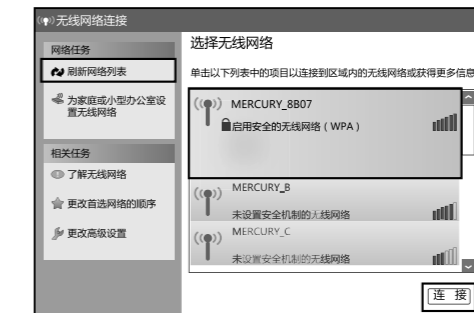 无线网络连接
网络任务
刷新网络列表
为家庭或小型办公室设
置无线网络
相关任务
了解无线网络
更改首选网络的顺序
更改高级设置
选择无线网络
单击以下列表中的项目以连接到区域内的无线网络或获得更多信息
MERCURY_8B07
启用安全的无线网络（WPA）
MERCURY_B
未设置安全机制的无线网络
MERCURY_C
未设置安全机制的无线网络
连 接